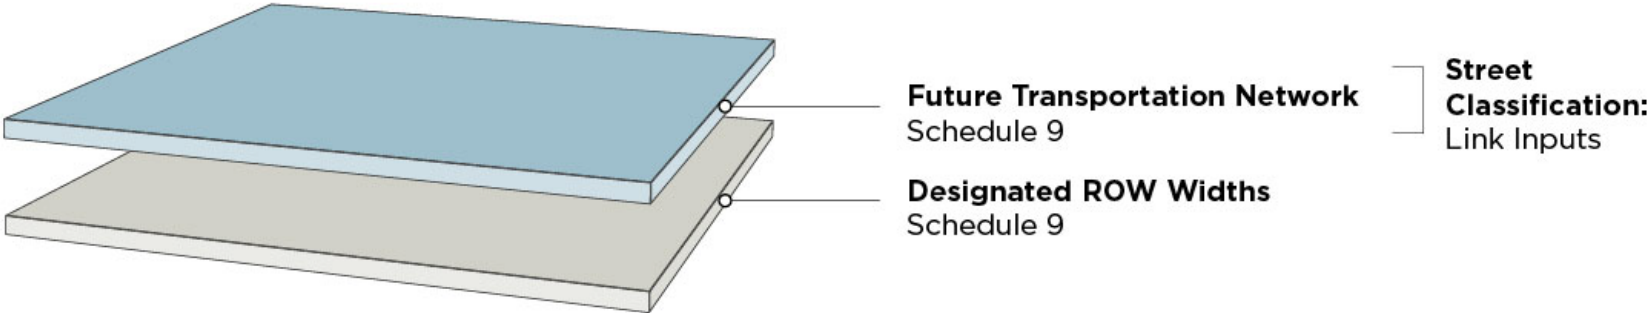 Future Transportation Network
Schedule 9
Street
Classification:
Link Inputs
Designated ROW Widths
Schedule 9